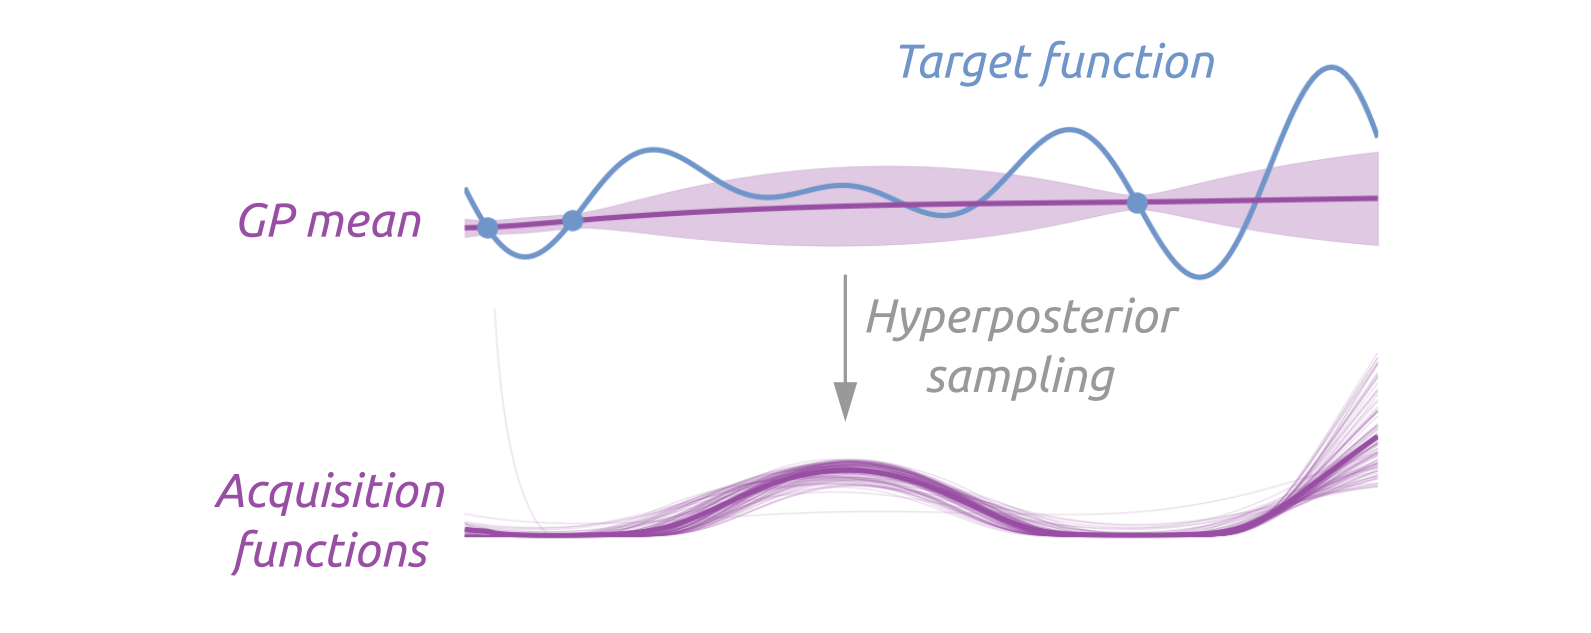 Target function
GP mean
Hyperposterior
sampling
Acquisition
functions